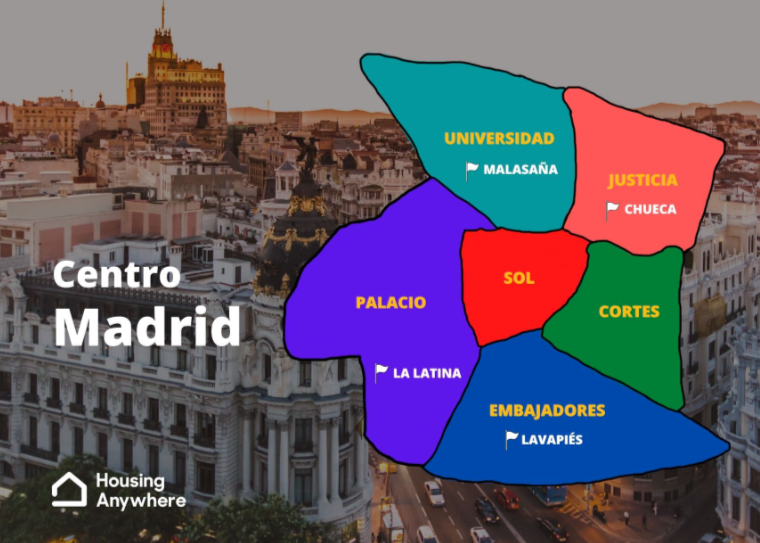 Centro
Madrid
UNIVERSIDAD
MALASAÑA
JUSTICIA
CHUECA
PALACIO
LA LATINA
SOL
CORTES
EMBAJADORES
LAVAPIÉS
Housing
Anywhere